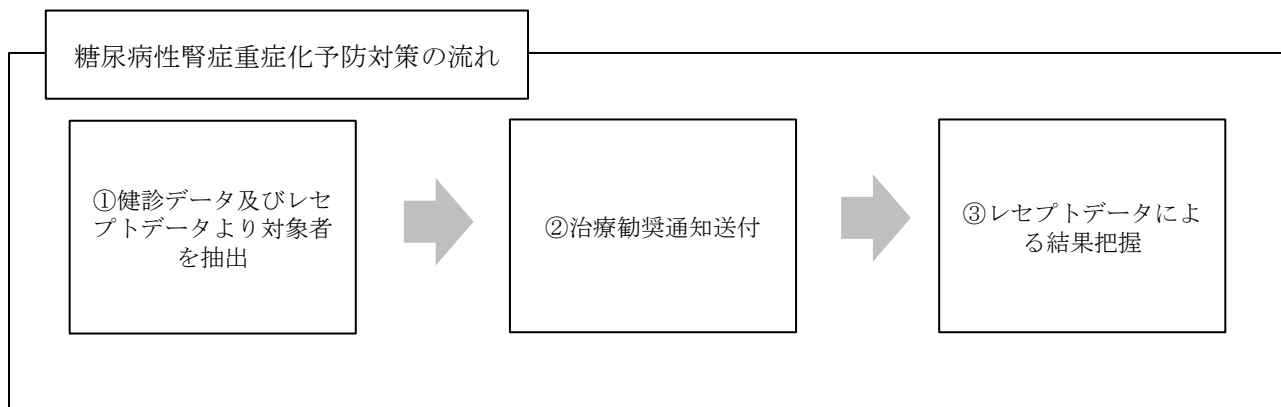 糖尿病性腎症重症化予防対策の流れ
①健診データ及びレセ
プトデータより対象者
を抽出
②治療勧奨通知送付
③レセプトデータによ
る結果把握